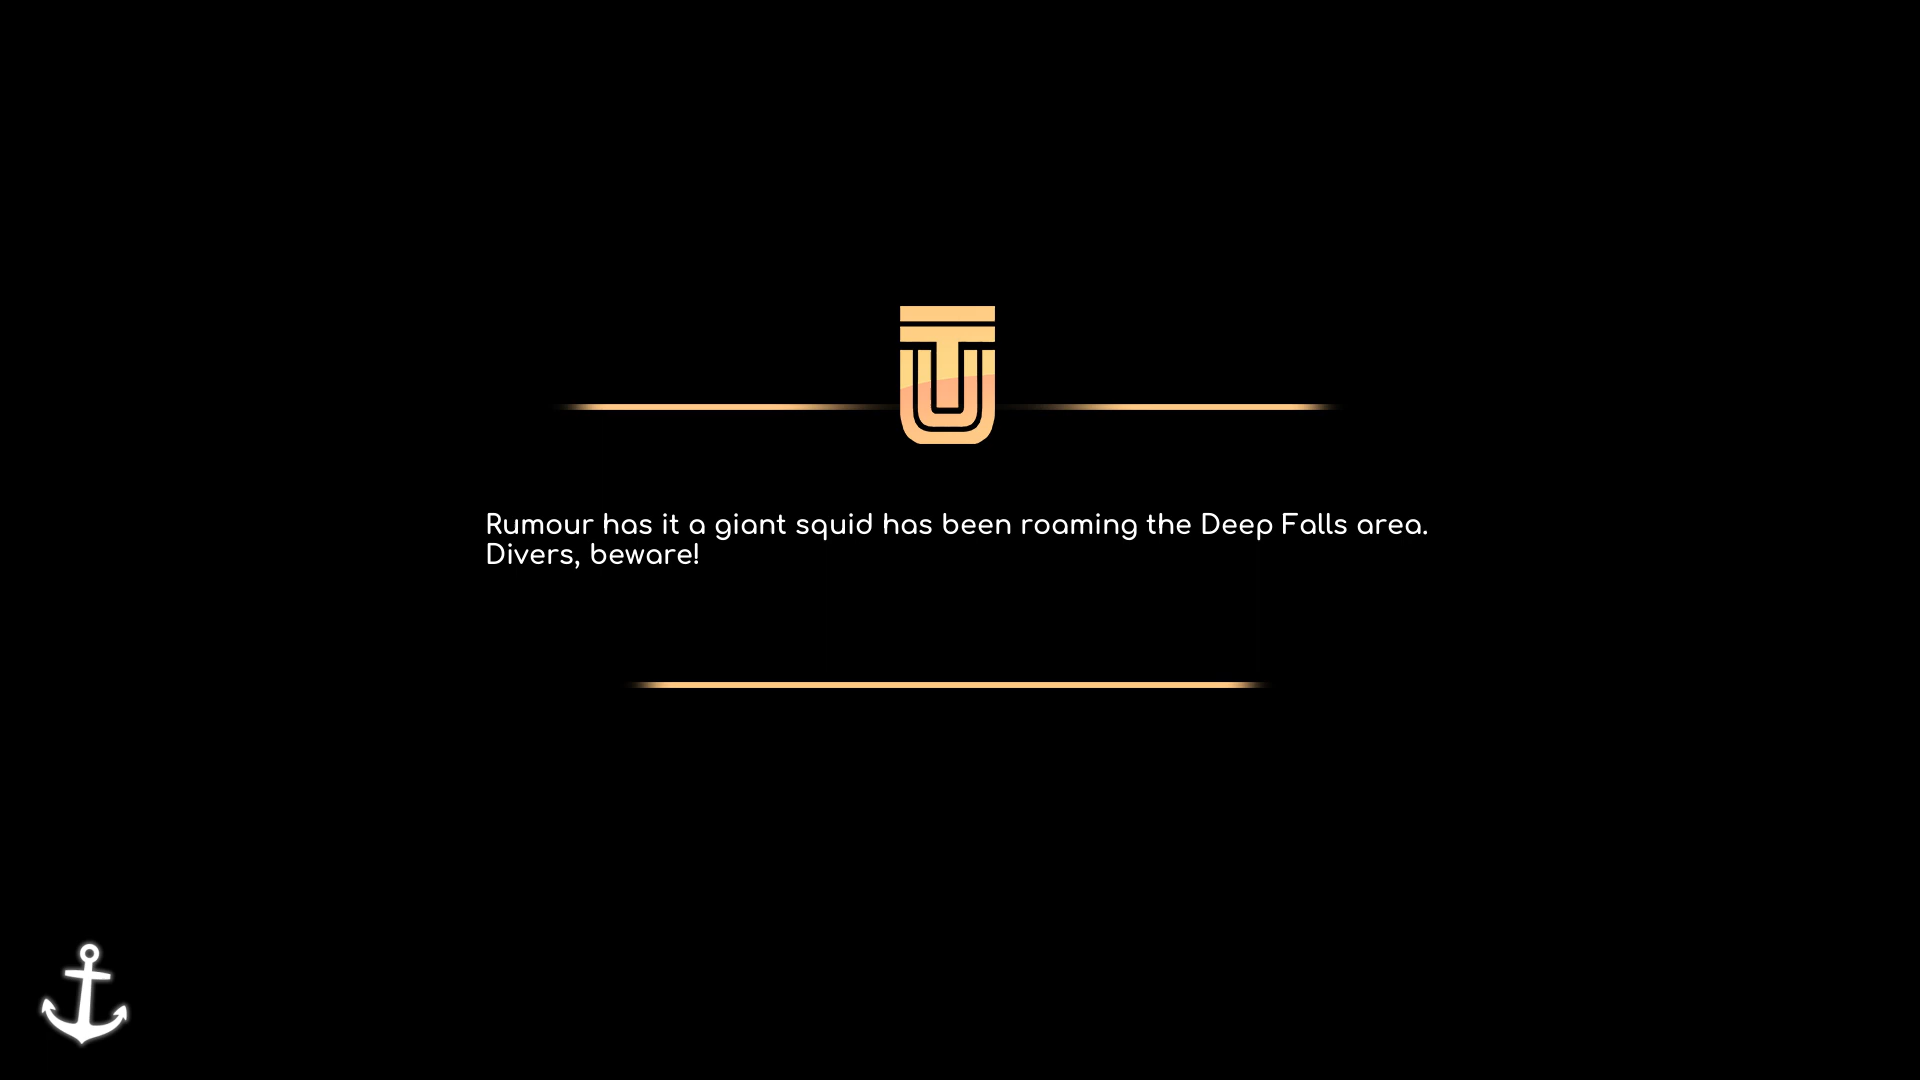 Rumour has it a giant squid has been roaming the Deep Falls area.
Divers, beware!